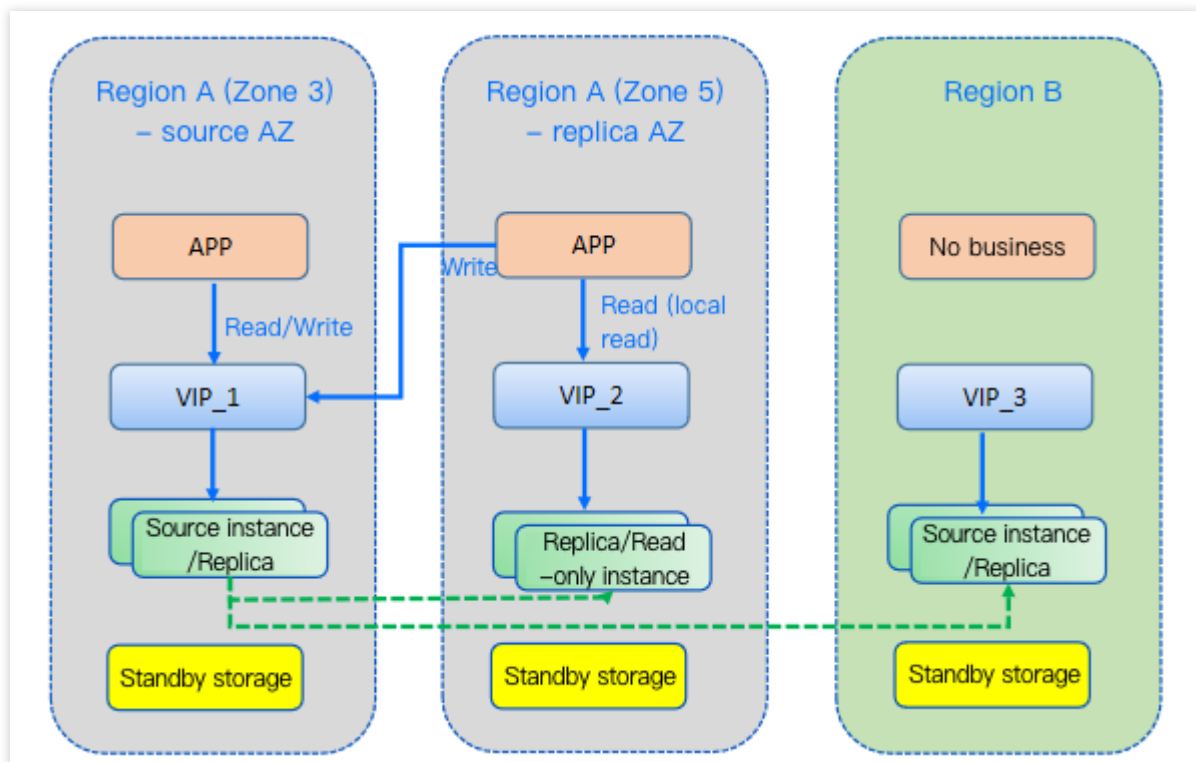 Region A (Zone 3)
– source AZ
Region A (Zone 5)
– replica AZ
Region B
APP
APP
No business
Write
Read/Write
Read (local
read)
VIP_1
VIP_2
VIP_3
Source instance
/Replica
Replica/Read
–only instance
Source instance
/Replica
Standby storage
Standby storage
Standby storage